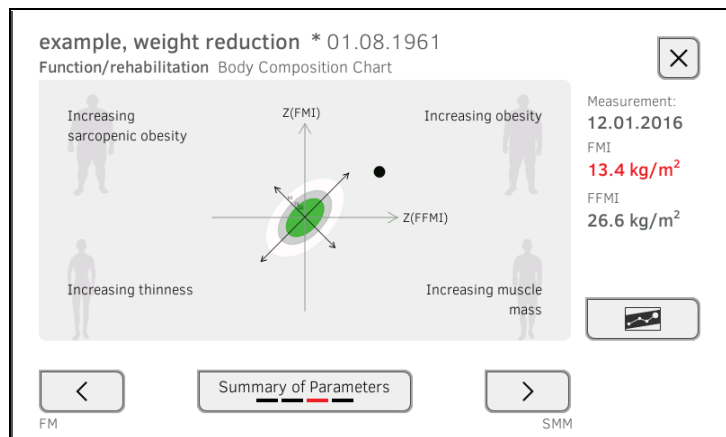 example, weight reduction * 01.08.1961
Function/rehabilitation Body Composition Chart
Increasing
sarcopenic obesity
Z(FMI)
Increasing obesity
Z(FFMI)
Increasing thinness
Increasing muscle
mass
Measurement:
12.01.2016
FMI
13.4 kg/m²
FFMI
26.6 kg/m²
Summary of Parameters
FM
SMM